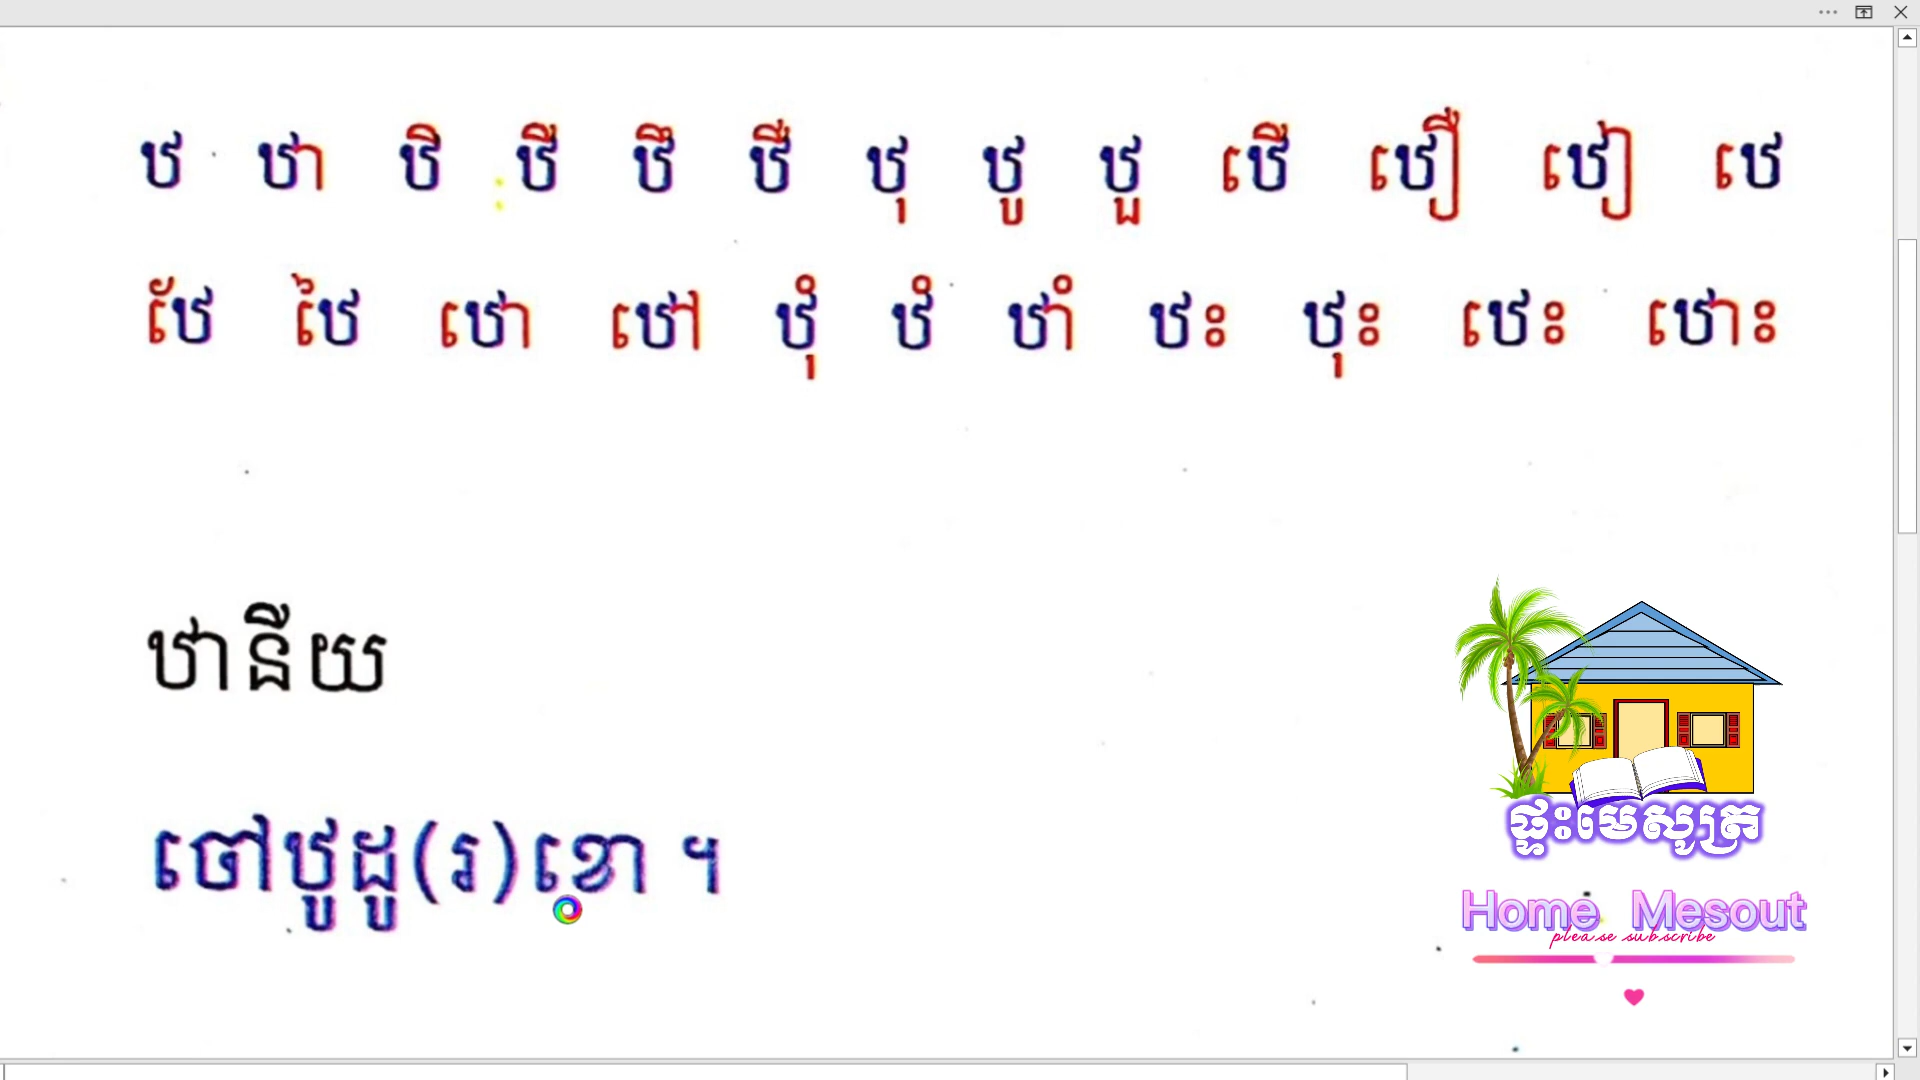 ឋ ឋា ឋិ ឋី ឋឹ ឋឺ ឋុ ឋូ ឋួ ឋើ ឋឿ ឋៀ ឋេ
ឋែ ឋៃ ឋោ ឋៅ ឋុំ ឋំ ឋាំ ឋះ ឋុះ ឋេះ ឋោះ
ឋានីយ
ចៅឋូដូ(រ)ខោ ។
ផ្ទះមេសូត្រ
Home Mesout
please subscribe